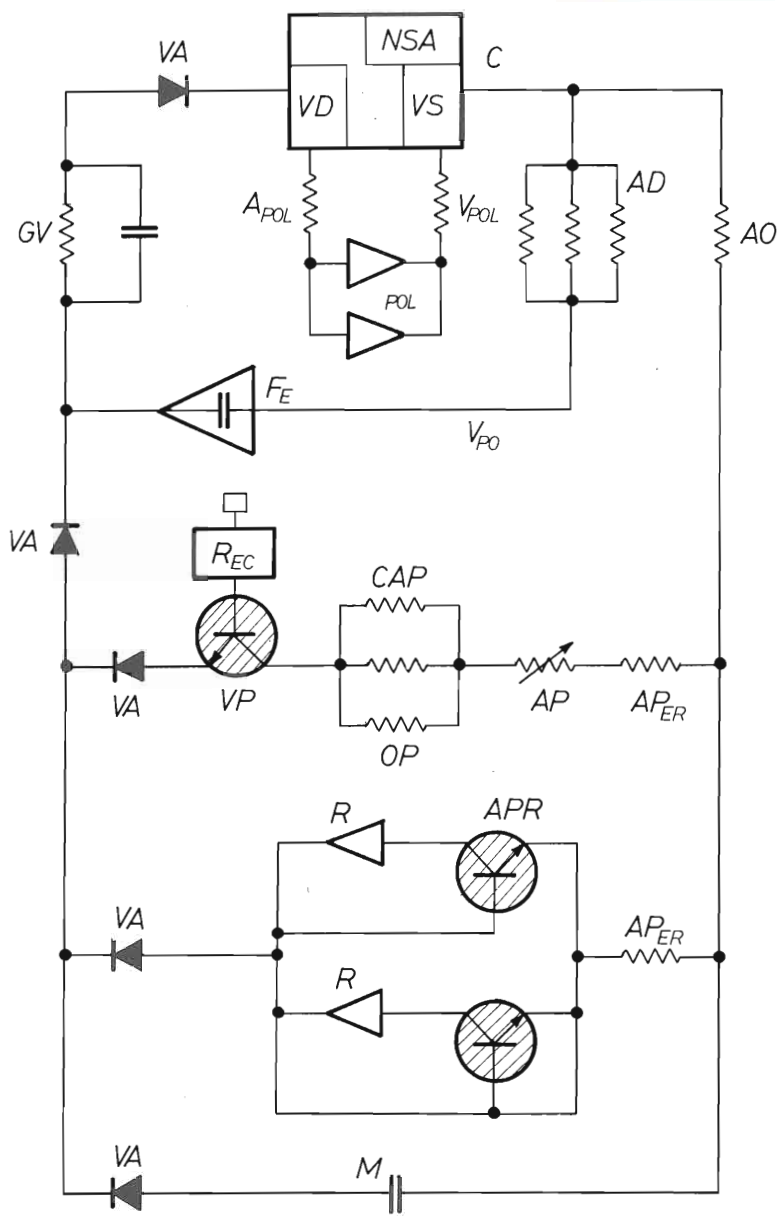 VA
NSA
C
VD
VS
AD
GV
A_POL
V_POL
AO
POL
F_E
V_PO
VA
R_EC
CAP
VA
VP
AP
AP_ER
OP
R
APR
VA
AP_ER
R
VA
M